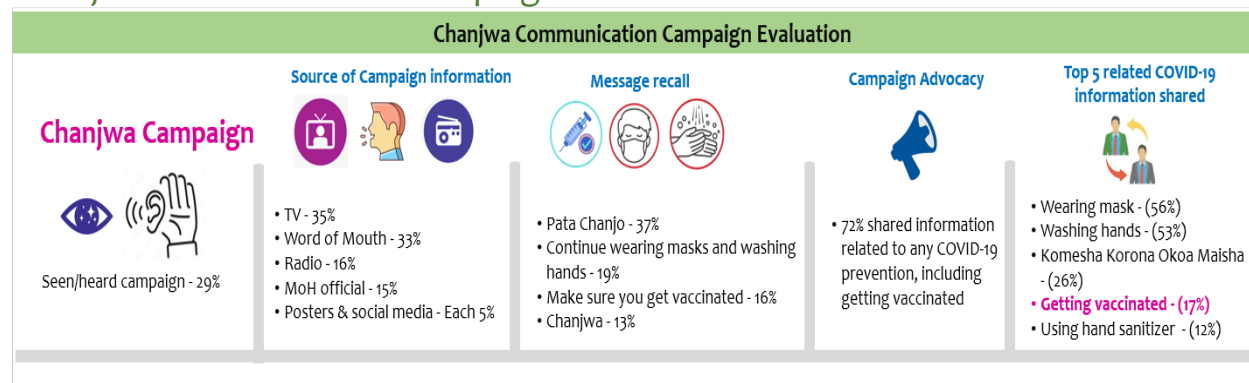 Chanjwa Communication Campaign Evaluation
Chanjwa Campaign
Seen/heard campaign - 29%
Source of Campaign information
• TV - 35%
• Word of Mouth - 33%
• Radio - 16%
• MoH official - 15%
• Posters & social media - Each 5%
Message recall
• Pata Chanjo - 37%
• Continue wearing masks and washing
hands - 19%
• Make sure you get vaccinated - 16%
• Chanjwa - 13%
Campaign Advocacy
• 72% shared information
related to any COVID-19
prevention, including
getting vaccinated
Top 5 related COVID-19
information shared
• Wearing mask - (56%)
• Washing hands - (53%)
• Komesha Korona Okoa Maisha
- (26%)
• Getting vaccinated - (17%)
• Using hand sanitizer - (12%)